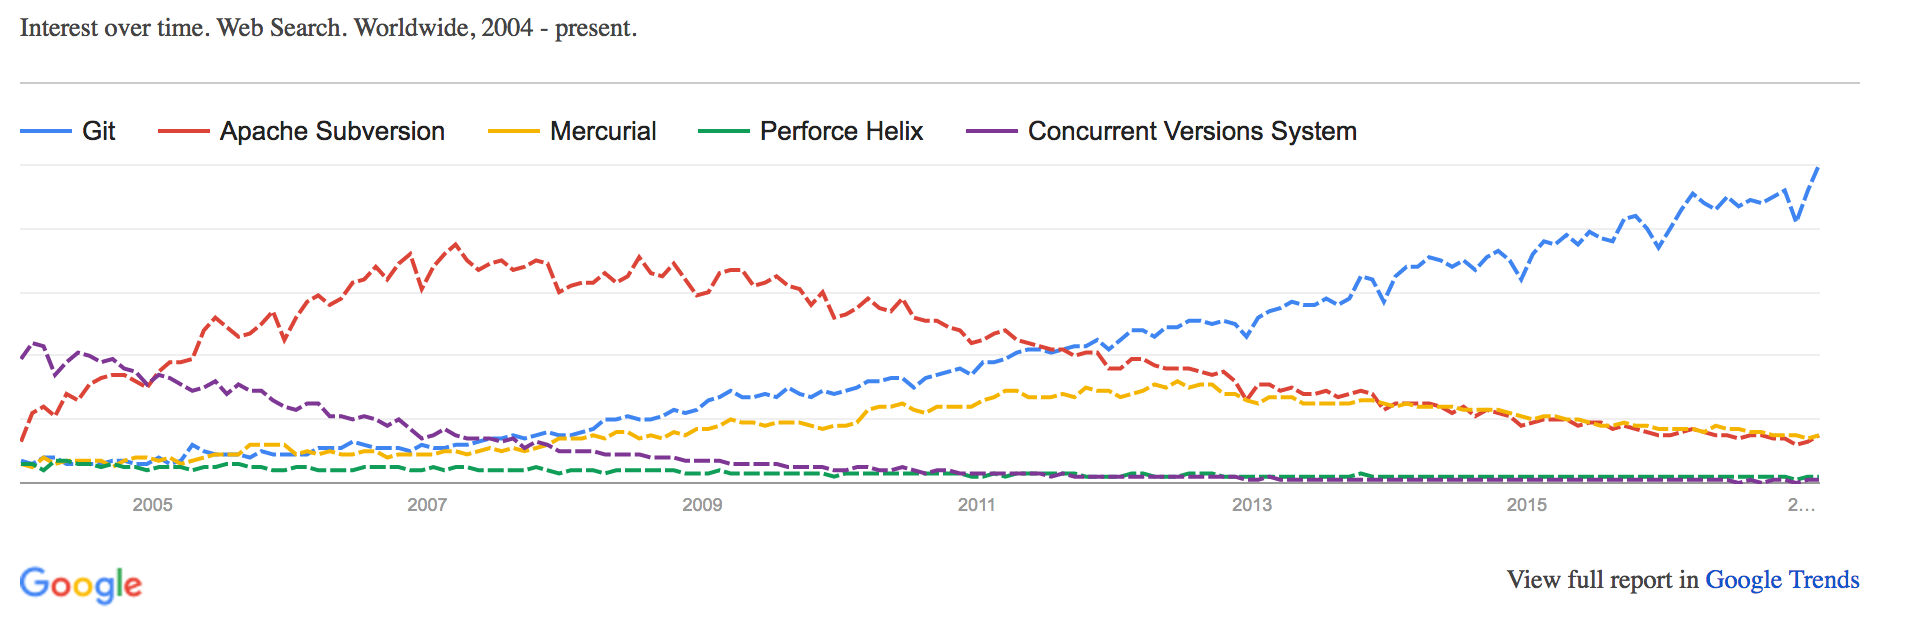 Interest over time. Web Search. Worldwide, 2004 - present.
Git Apache Subversion Mercurial Perforce Helix Concurrent Versions System
2005 2007 2009 2011 2013 2015 2...
Google View full report in Google Trends